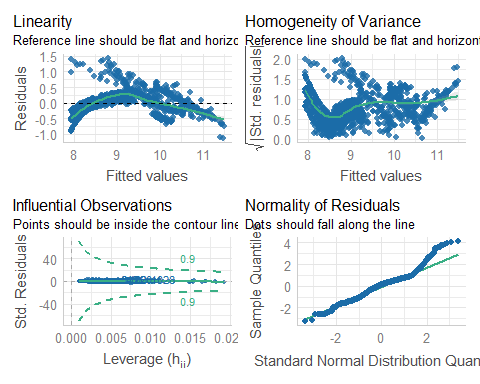 Linearity
Reference line should be flat and horizo
Residuals
1.5
1.0
0.5
0.0
-0.5
-1.0
8 9 10 11
Fitted values
Homogeneity of Variance
Reference line should be flat and horizont
√|Std. residuals|
2.0
1.5
1.0
0.5
0.0
8 9 10 11
Fitted values
Influential Observations
Points should be inside the contour line
Std. Residuals
40
0
-40
0.9
0.9
0.000 0.005 0.010 0.015 0.02
Leverage (hii)
Normality of Residuals
Dots should fall along the line
Sample Quantiles
4
2
0
-2
-2 0 2
Standard Normal Distribution Quan